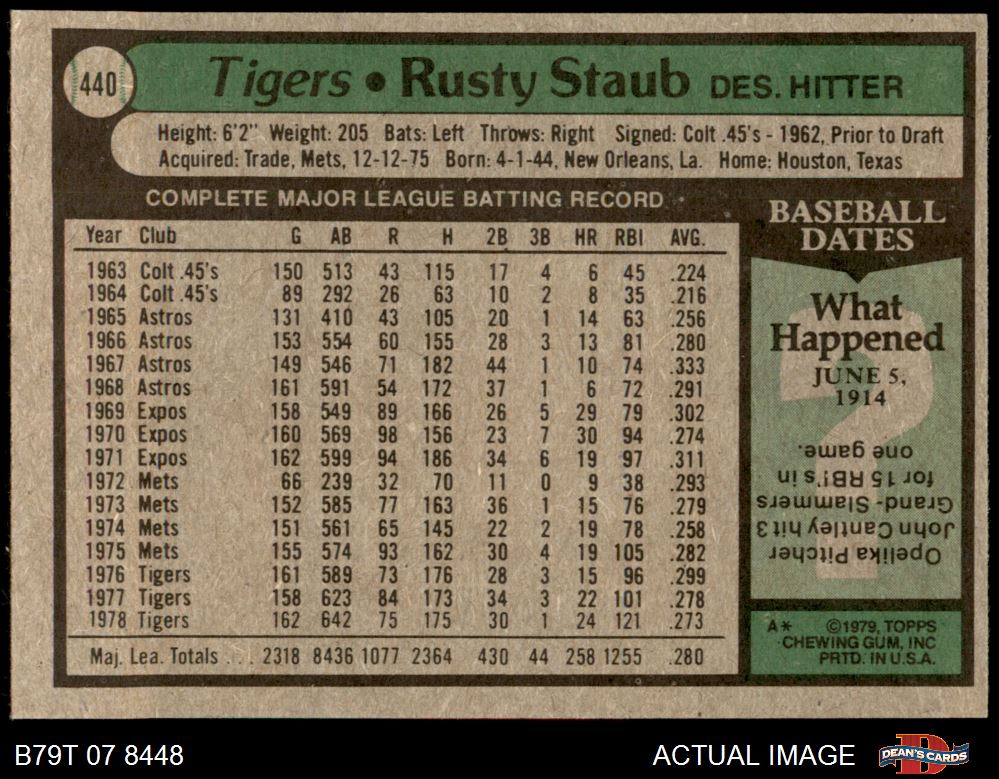 440
Tigers • Rusty Staub DES. HITTER
Height: 6'2" Weight: 205 Bats: Left Throws: Right Signed: Colt .45's - 1962, Prior to Draft
Acquired: Trade, Mets, 12-12-75 Born: 4-1-44, New Orleans, La. Home: Houston, Texas
COMPLETE MAJOR LEAGUE BATTING RECORD
Year Club G AB R H 2B 3B HR RBI AVG.
1963 Colt .45's 150 513 43 115 17 4 6 45 .224
1964 Colt .45's 89 292 26 63 10 2 8 35 .216
1965 Astros 131 410 43 105 20 1 14 63 .256
1966 Astros 153 554 60 155 28 3 13 81 .280
1967 Astros 149 546 71 182 44 1 10 74 .333
1968 Astros 161 591 54 172 37 1 6 72 .291
1969 Expos 158 549 89 166 26 5 29 79 .302
1970 Expos 160 569 98 156 23 7 30 94 .274
1971 Expos 162 599 94 186 34 6 19 97 .311
1972 Mets 66 239 32 70 11 0 9 38 .293
1973 Mets 152 585 77 163 36 1 15 76 .279
1974 Mets 151 561 65 145 22 2 19 78 .258
1975 Mets 155 574 93 162 30 4 19 105 .282
1976 Tigers 161 589 73 176 28 3 15 96 .299
1977 Tigers 158 623 84 173 34 3 22 101 .278
1978 Tigers 162 642 75 175 30 1 24 121 .273
Maj. Lea. Totals . . . 2318 8436 1077 2364 430 44 258 1255 .280
BASEBALL
DATES
What
Happened
JUNE 5,
1914
Opelika Pitcher
John Cantley hit 3
Grand-Slammers
for 15 RBI's in
one game.
A* ©1979, TOPPS
CHEWING GUM, INC
PRTD. IN U.S.A.
B79T 07 8448
ACTUAL IMAGE
D
DEAN'S CARDS